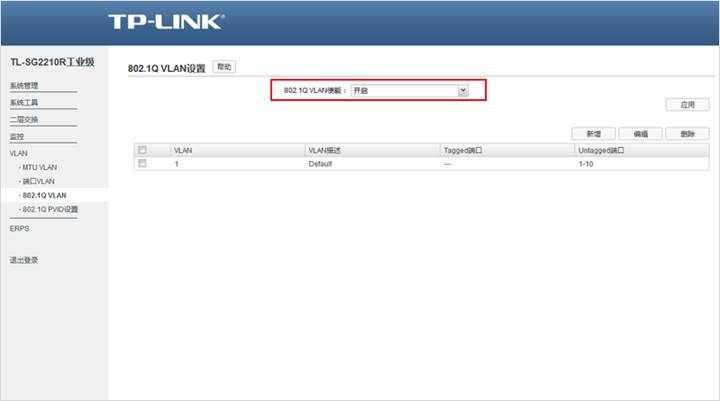 TP-LINK®
TL-SG2210R工业级
系统管理
系统工具
二层交换
监控
VLAN
· MTU VLAN
· 端口VLAN
· 802.1Q VLAN
· 802.1Q PVID设置
ERPS
退出登录
802.1Q VLAN设置 帮助
802.1Q VLAN使能： 开启
应用
新增 编辑 删除
VLAN VLAN描述 Tagged端口 Untagged端口
1 Default --- 1-10